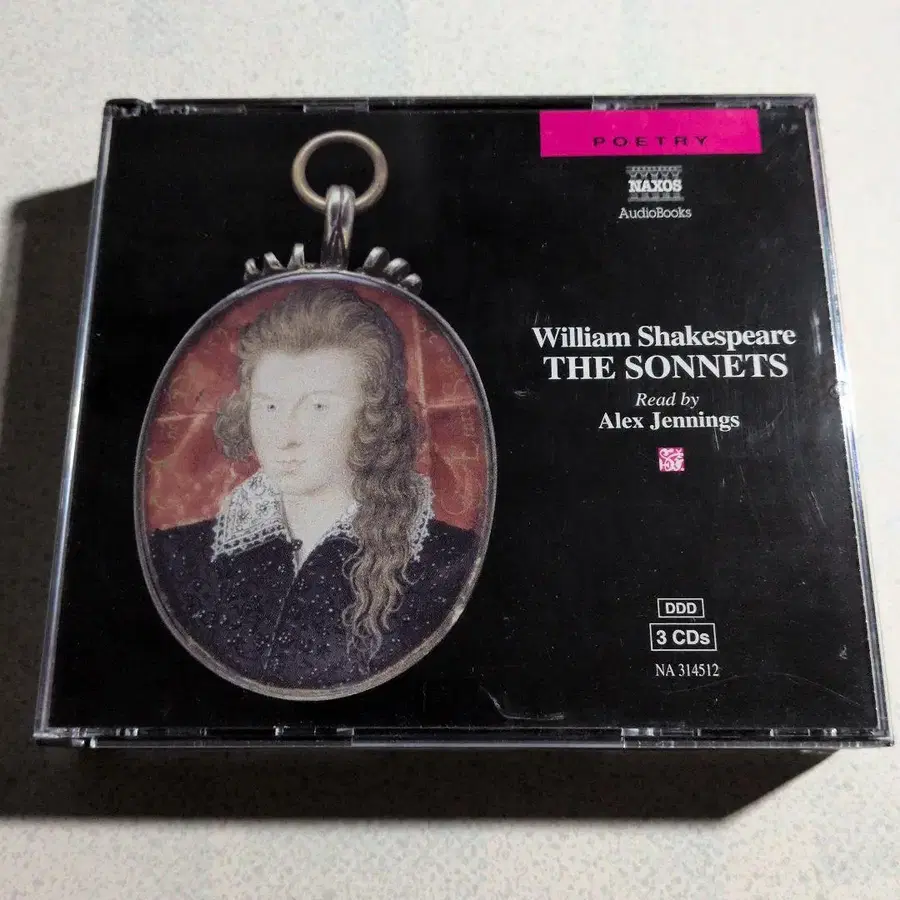 POETRY
NAXOS
AudioBooks
William Shakespeare
THE SONNETS
Read by
Alex Jennings
DDD
3 CDs
NA 314512